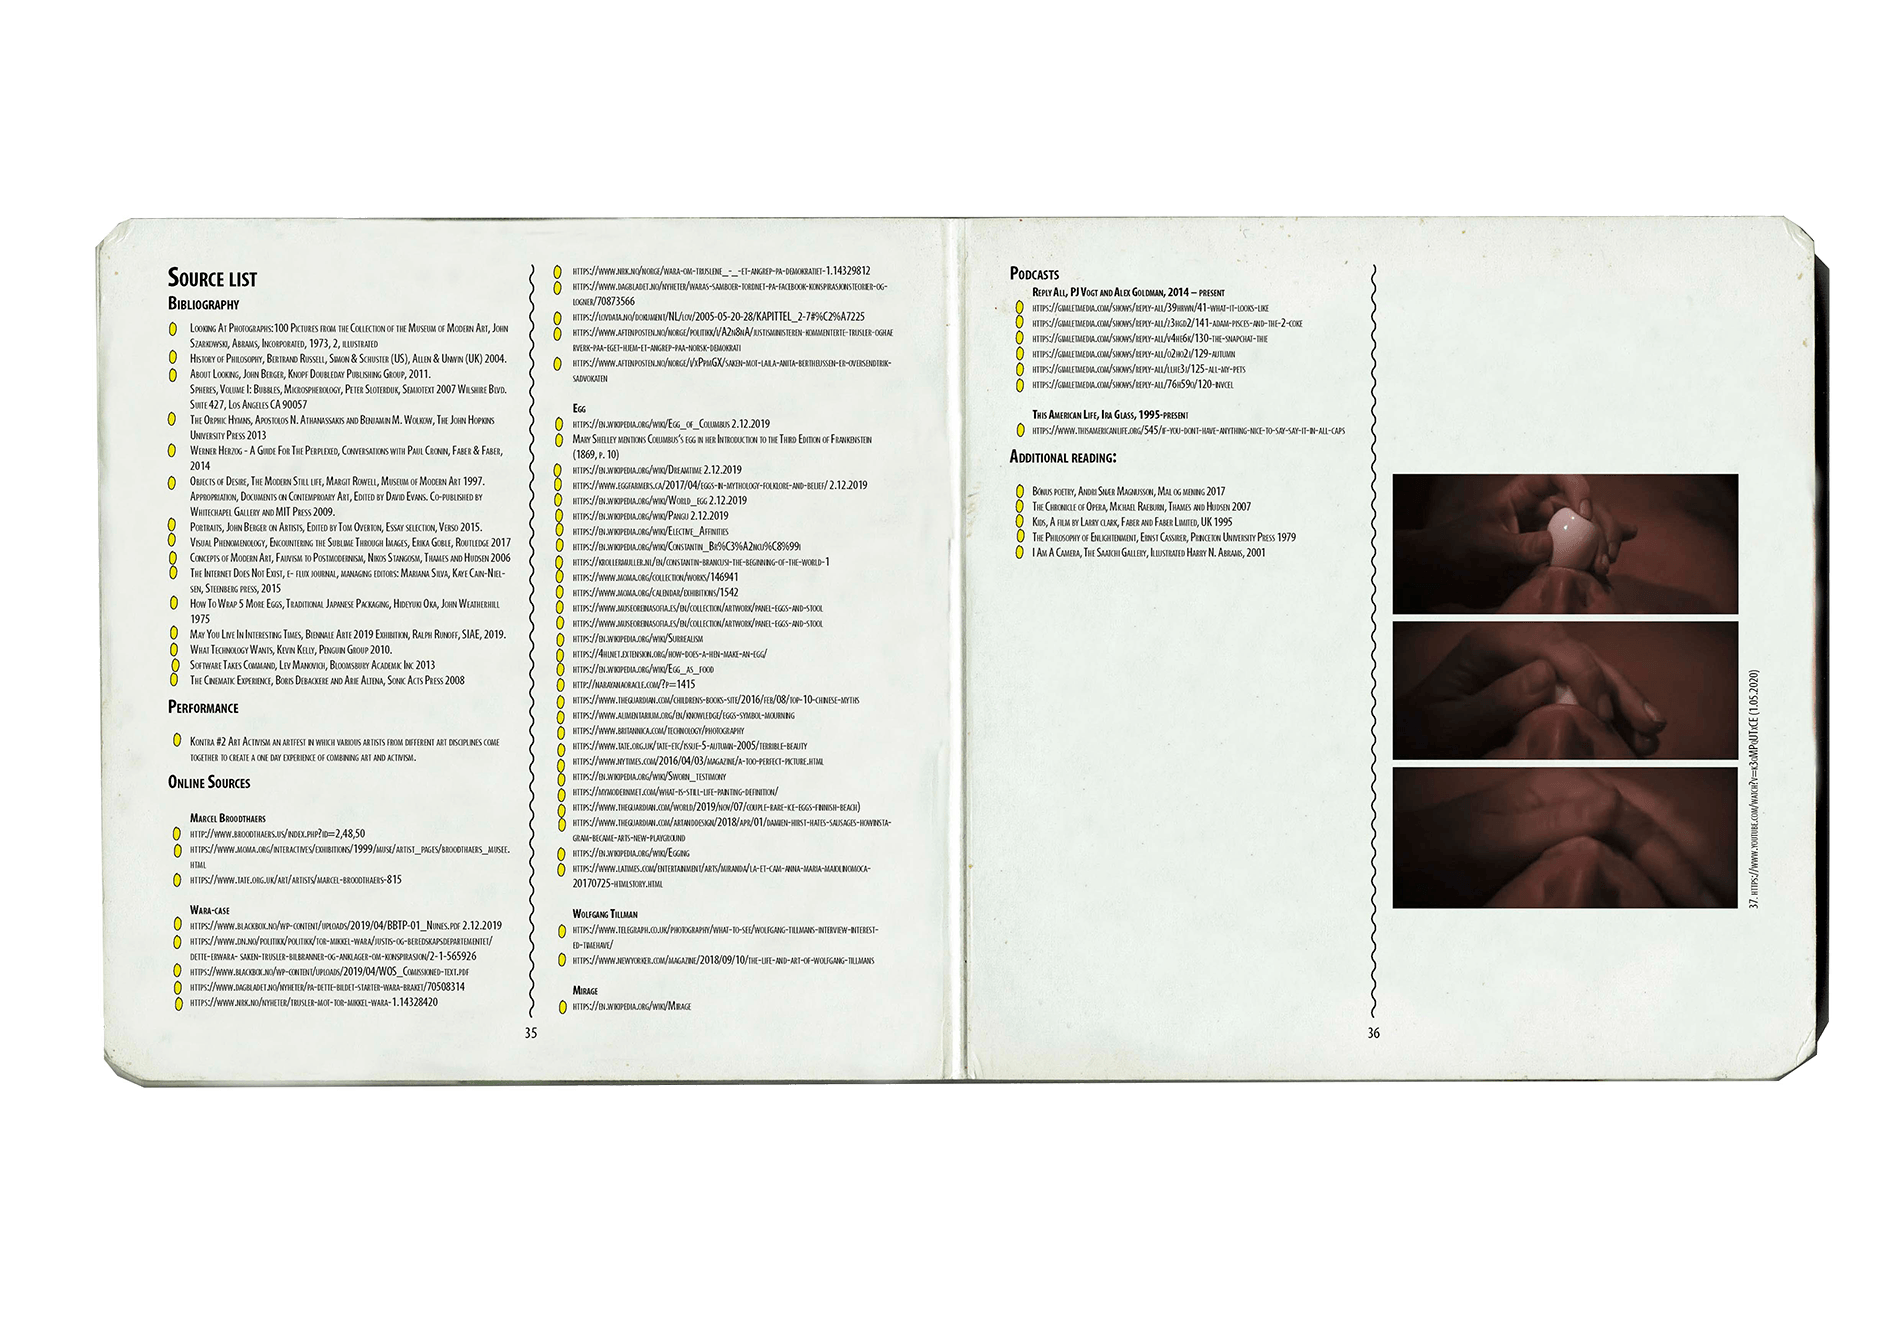 Source list
Bibliography
Looking At Photographs:100 Pictures from the Collection of the Museum of Modern Art, John
Szarkowski, Abrams, Incorporated, 1973, 2, illustrated
History of Philosophy, Bertrand Russell, Simon & Schuster (US), Allen & Unwin (UK) 2004.
About Looking, John Berger, Knopf Doubleday Publishing Group, 2011.
Spheres, Volume I: Bubbles, Microspherology, Peter Sloterduk, Semiotext 2007 Wilshire Blvd.
Suite 427, Los Angeles CA 90057
The Orphic Hymns, Apostolos N. Athanassakis and Benjamin M. Wolkow, The John Hopkins
University Press 2013
Werner Herzog - A Guide For The Perplexed, Conversations with Paul Cronin, Faber & Faber,
2014
Objects of Desire, The Modern Still life, Margit Rowell, Museum of Modern Art 1997.
Appropriation, Documents on Contemproary Art, Edited by David Evans. Co-published by
Whitechapel Gallery and MIT Press 2009.
Portraits, John Berger on Artists, Edited by Tom Overton, Essay selection, Verso 2015.
Visual Phenomenology, Encountering the Sublime Through Images, Erika Goble, Routledge 2017
Concepts of Modern Art, Fauvism to Postmodernism, Nikos Stangosm, Thames and Hudsen 2006
The Internet Does Not Exist, e- flux journal, managing editors: Mariana Silva, Kaye Cain-Niel-
sen, Steenberg press, 2015
How To Wrap 5 More Eggs, Traditional Japanese Packaging, Hideyuki Oka, John Weatherhill
1975
May You Live In Interesting Times, Biennale Arte 2019 Exhibition, Ralph Runoff, SIAE, 2019.
What Technology Wants, Kevin Kelly, Penguin Group 2010.
Software Takes Command, Lev Manovich, Bloomsbury Academic Inc 2013
The Cinematic Experience, Boris Debackere and Arie Altena, Sonic Acts Press 2008
Performance
Kontra #2 Art Activism an artfest in which various artists from different art disciplines come
together to create a one day experience of combining art and activism.
Online Sources
Marcel Broodthaers
http://www.broodthaers.us/index.php?id=2,48,50
https://www.moma.org/interactives/exhibitions/1999/muse/artist_pages/broodthaers_musee.
html
https://www.tate.org.uk/art/artists/marcel-broodthaers-815
Wara-case
https://www.blackbox.no/wp-content/uploads/2019/04/BBTP-01_Nunes.pdf 2.12.2019
https://www.dn.no/politikk/politikk/tor-mikkel-wara/justis-og-beredskapsdepartementet/
dette-erwara- saken-trusler-bilbranner-og-anklager-om-konspirasjon/2-1-565926
https://www.blackbox.no/wp-content/uploads/2019/04/WOS_Comissioned-text.pdf
https://www.dagbladet.no/nyheter/pa-dette-bildet-starter-wara-braket/70508314
https://www.nrk.no/nyheter/trusler-mot-tor-mikkel-wara-1.14328420
35
https://www.nrk.no/norge/wara-om-truslene_-_-et-angrep-pa-demokratiet-1.14329812
https://www.dagbladet.no/nyheter/waras-samboer-tordnet-pa-facebook-konspirasjonsteorier-og-
logner/70873566
https://lovdata.no/dokument/NL/lov/2005-05-20-28/KAPITTEL_2-7#%C2%A7225
https://www.aftenposten.no/norge/politikk/i/A2n8nA/justisministeren-kommenterte-trusler-oghae
rverk-paa-eget-hjem-et-angrep-paa-norsk-demokrati
https://www.aftenposten.no/norge/i/xPpmGX/saken-mot-laila-anita-bertheussen-er-oversendtrik-
sadvokaten
Egg
https://en.wikipedia.org/wiki/Egg_of_Columbus 2.12.2019
Mary Shelley mentions Columbus's egg in her Introduction to the Third Edition of Frankenstein
(1869, p. 10)
https://en.wikipedia.org/wiki/Dreamtime 2.12.2019
https://www.eggfarmers.ca/2017/04/eggs-in-mythology-folklore-and-belief/ 2.12.2019
https://en.wikipedia.org/wiki/World_egg 2.12.2019
https://en.wikipedia.org/wiki/Pangu 2.12.2019
https://en.wikipedia.org/wiki/Elective_Affinities
https://en.wikipedia.org/wiki/Constantin_Br%C3%A2ncu%C8%99i
https://krollermuller.nl/en/constantin-brancusi-the-beginning-of-the-world-1
https://www.moma.org/collection/works/146941
https://www.moma.org/calendar/exhibitions/1542
https://www.museoreinasofia.es/en/collection/artwork/panel-eggs-and-stool
https://www.museoreinasofia.es/en/collection/artwork/panel-eggs-and-stool
https://en.wikipedia.org/wiki/Surrealism
https://4hlnet.extension.org/how-does-a-hen-make-an-egg/
https://en.wikipedia.org/wiki/Egg_as_food
http://narayanaoracle.com/?p=1415
https://www.theguardian.com/childrens-books-site/2016/feb/08/top-10-chinese-myths
https://www.alimentarium.org/en/knowledge/eggs-symbol-mourning
https://www.britannica.com/technology/photography
https://www.tate.org.uk/tate-etc/issue-5-autumn-2005/terrible-beauty
https://www.nytimes.com/2016/04/03/magazine/a-too-perfect-picture.html
https://en.wikipedia.org/wiki/Sworn_testimony
https://mymodernmet.com/what-is-still-life-painting-definition/
https://www.theguardian.com/world/2019/nov/07/couple-rare-ice-eggs-finnish-beach)
https://www.theguardian.com/artanddesign/2018/apr/01/damien-hirst-hates-sausages-howinsta-
gram-became-arts-new-playground
https://en.wikipedia.org/wiki/Egging
https://www.latimes.com/entertainment/arts/miranda/la-et-cam-anna-maria-maiolinomoca-
20170725-htmlstory.html
Wolfgang Tillman
https://www.telegraph.co.uk/photography/what-to-see/wolfgang-tillmans-interview-interest-
ed-timehave/
https://www.newyorker.com/magazine/2018/09/10/the-life-and-art-of-wolfgang-tillmans
Mirage
https://en.wikipedia.org/wiki/Mirage
Podcasts
Reply All, PJ Vogt and Alex Goldman, 2014 – present
https://gimletmedia.com/shows/reply-all/39hrwn/41-what-it-looks-like
https://gimletmedia.com/shows/reply-all/z3hgd2/141-adam-pisces-and-the-2-coke
https://gimletmedia.com/shows/reply-all/v4he6k/130-the-snapchat-thie
https://gimletmedia.com/shows/reply-all/o2ho2i/129-autumn
https://gimletmedia.com/shows/reply-all/llhe3i/125-all-my-pets
https://gimletmedia.com/shows/reply-all/76h59o/120-invcel
This American Life, Ira Glass, 1995-present
https://www.thisamericanlife.org/545/if-you-dont-have-anything-nice-to-say-say-it-in-all-caps
Additional reading:
Bónus poetry, Andri Snær Magnusson, Mal og mening 2017
The Chronicle of Opera, Michael Raeburn, Thames and Hudsen 2007
Kids, A film by Larry clark, Faber and Faber Limited, UK 1995
The Philosophy of Enlightenment, Ernst Cassirer, Princeton University Press 1979
I Am A Camera, The Saatchi Gallery, Illustrated Harry N. Abrams, 2001
36
37. https://www.youtube.com/watch?v=k3qMPqUTxCE (1.05.2020)